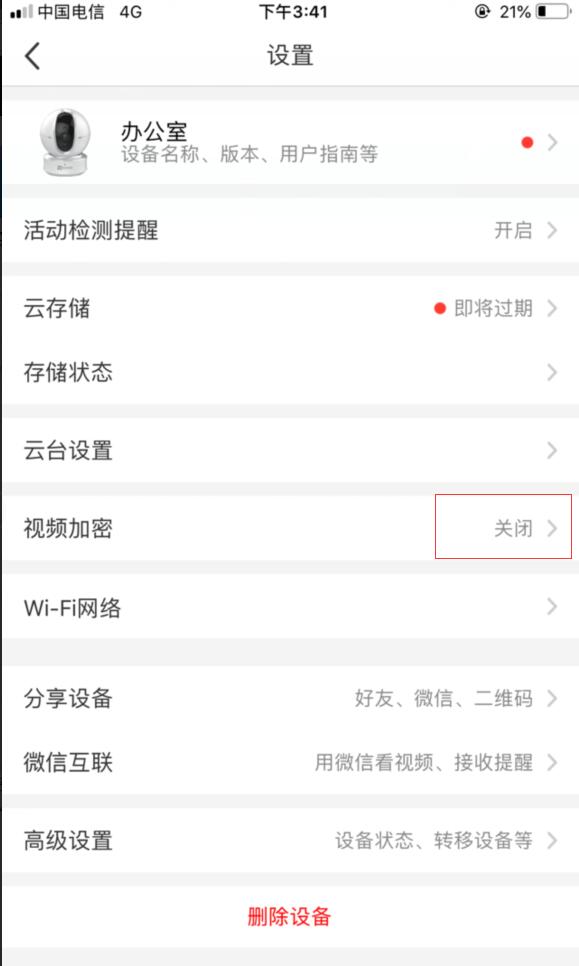 中国电信 4G 下午3:41 21%
设置
办公室
设备名称、版本、用户指南等
活动检测提醒 开启
云存储 即将过期
存储状态
云台设置
视频加密 关闭
Wi-Fi网络
分享设备 好友、微信、二维码
微信互联 用微信看视频、接收提醒
高级设置 设备状态、转移设备等
删除设备